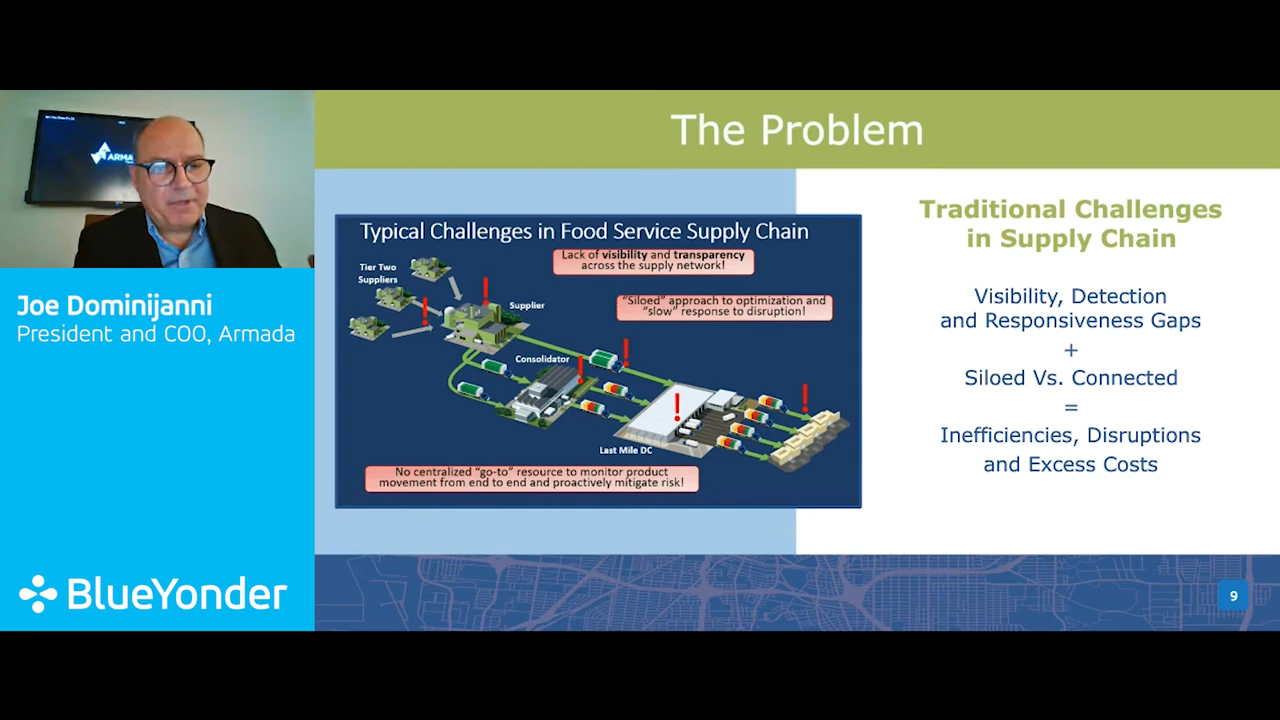 The Problem
ARMA
Joe Dominijanni
President and COO, Armada
BlueYonder
Typical Challenges in Food Service Supply Chain
Lack of visibility and transparency
across the supply network!
Tier Two
Suppliers
Supplier
"Siloed" approach to optimization and
"slow" response to disruption!
Consolidator
Last Mile DC
No centralized "go-to" resource to monitor product
movement from end to end and proactively mitigate risk!
Traditional Challenges
in Supply Chain
Visibility, Detection
and Responsiveness Gaps
+
Siloed Vs. Connected
=
Inefficiencies, Disruptions
and Excess Costs
9